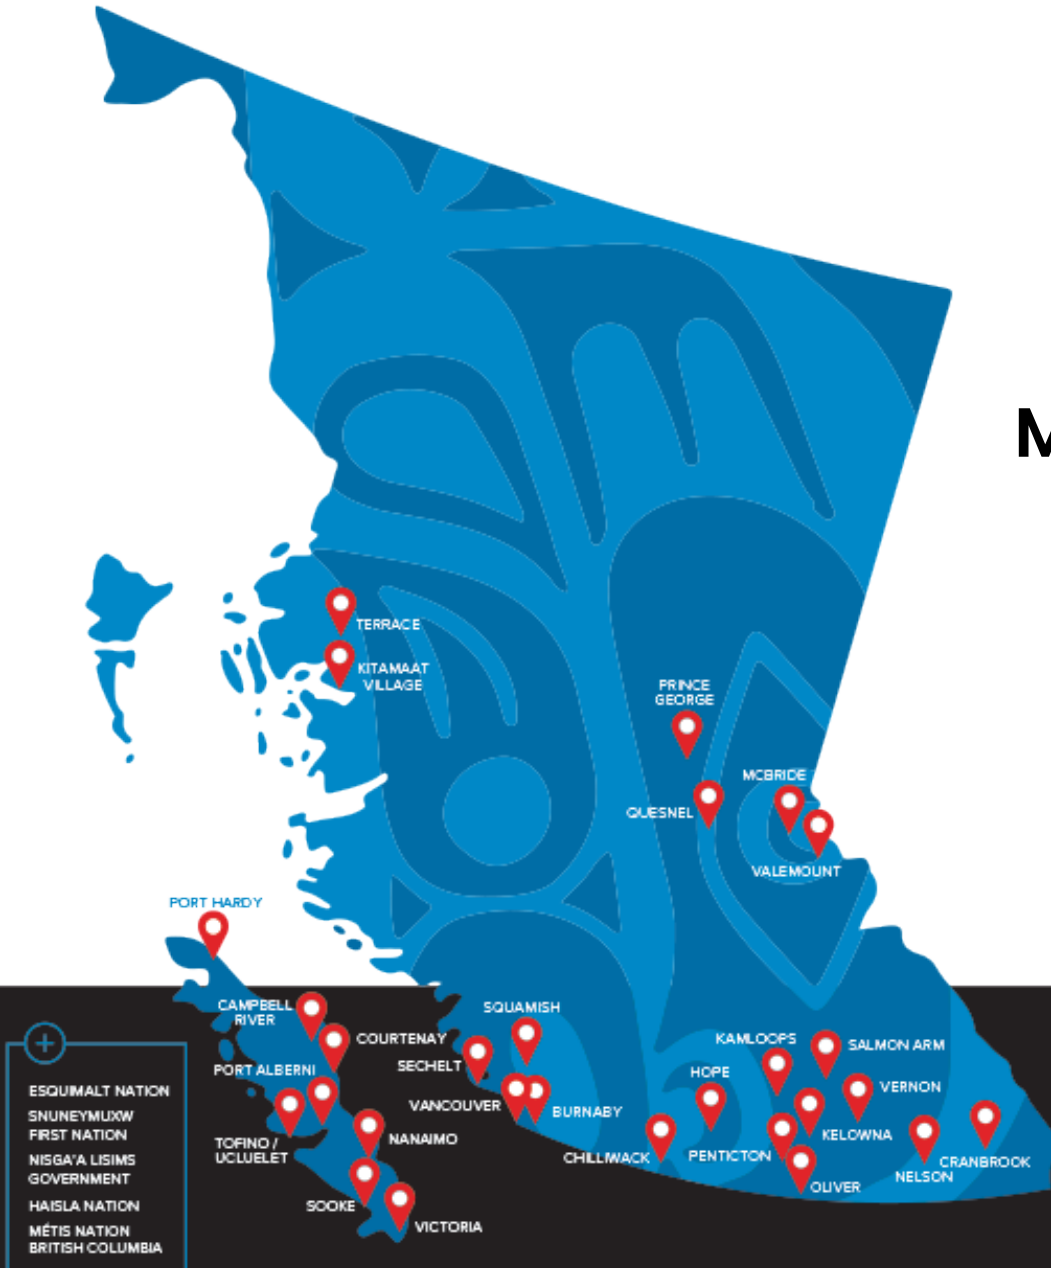 M
TERRACE
KITAMAAT
VILLAGE
PRINCE
GEORGE
MCBRIDE
QUESNEL
VALEMOUNT
PORT HARDY
CAMPBELL
RIVER
SQUAMISH
COURTENAY
KAMLOOPS
SALMON ARM
SECHELT
PORT ALBERNI
HOPE
VERNON
VANCOUVER
BURNABY
KELOWNA
NANAIMO
TOFINO /
UCLUELET
CHILLIWACK
PENTICTON
CRANBROOK
NELSON
OLIVER
SOOKE
VICTORIA
+
ESQUIMALT NATION
SNUNEYMUXW
FIRST NATION
NISGA'A LISIMS
GOVERNMENT
HAISLA NATION
MÉTIS NATION
BRITISH COLUMBIA